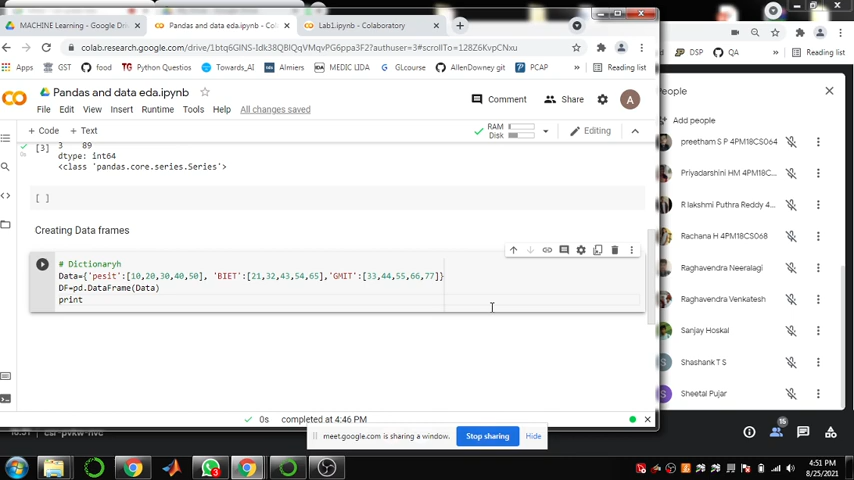 MACHINE Learning - Google Driv
Pandas and data eda.ipynb - Col
Lab1.ipynb - Colaboratory
colab.research.google.com/drive/1btq6GINS-Idk38QBIQqVMqvPG6ppa3F2?authuser=3#scrollTo=128Z6KvpCNxu
Apps
GST
food
Python Questions
Towards_AI
Almiers
MEDIC LIDA
GLcourse
AllenDowney git
PCAP
»
Reading list
DSP
QA
»
Reading list
Pandas and data eda.ipynb
Comment
Share
A
File Edit View Insert Runtime Tools Help All changes saved
+ Code + Text
RAM
Disk
Editing
[3] 3 89
0s
dtype: int64
<class 'pandas.core.series.Series'>
[ ]
Creating Data frames
# Dictionaryh
Data={'pesit':[10,20,30,40,50], 'BIET':[21,32,43,54,65],'GMIT':[33,44,55,66,77]}
DF=pd.DataFrame(Data)
print
0s completed at 4:46 PM
meet.google.com is sharing a window.
Stop sharing
Hide
People
Add people
preetham S P 4PM18CS064
Priyadarshini HM 4PM18C...
R lakshmi Puthra Reddy 4...
Rachana H 4PM18CS068
Raghavendra Neeralagi
Raghavendra Venkatesh
Sanjay Hoskal
Shashank T S
S
Sheetal Pujar
15
4:51 PM
8/25/2021